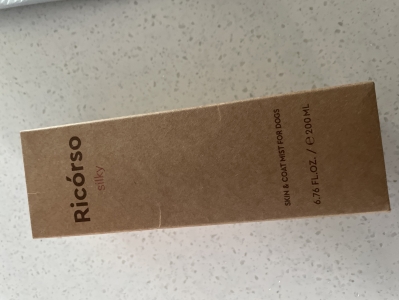 Ricórso
silky
SKIN & COAT MIST FOR DOGS
6.76 FL.OZ. / ℮ 200 ML